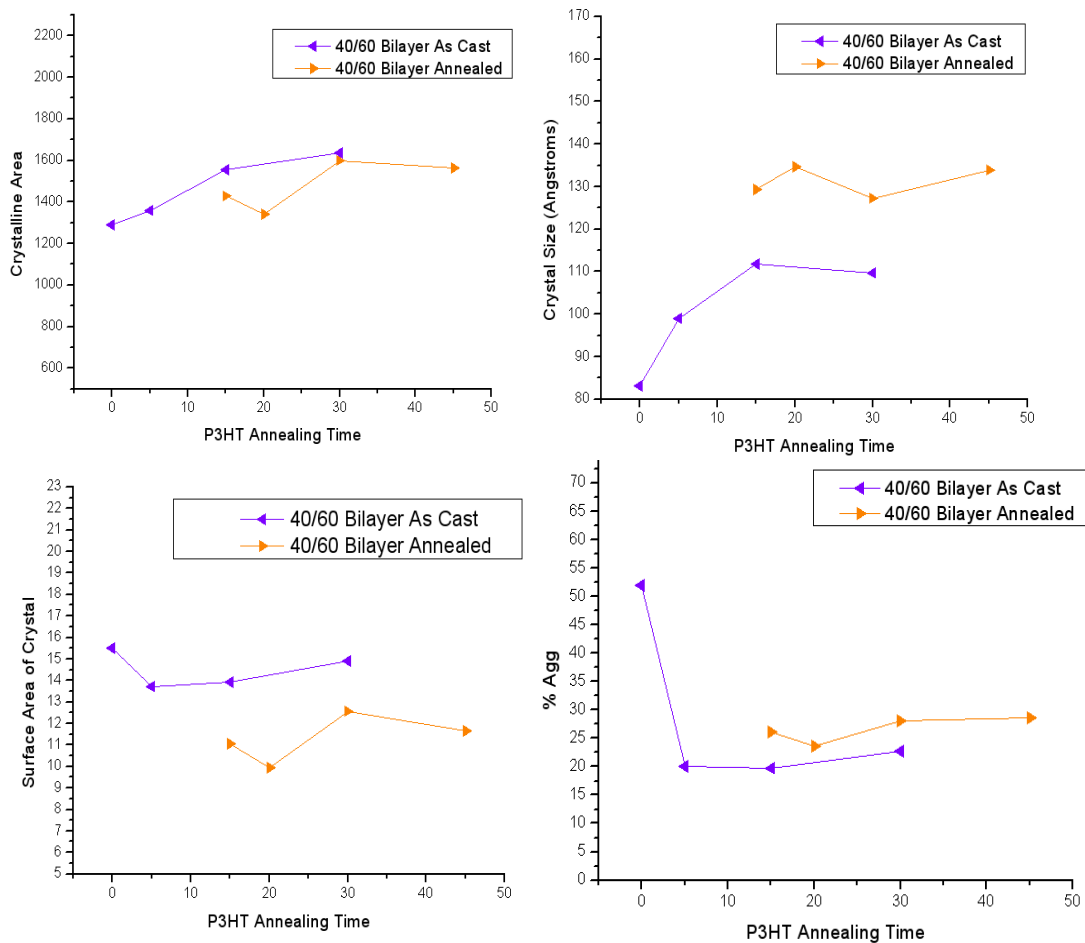 2200
2000
1800
1600
1400
1200
1000
800
600
Crystalline Area
40/60 Bilayer As Cast
40/60 Bilayer Annealed
0 10 20 30 40 50
P3HT Annealing Time
170
160
150
140
130
120
110
100
90
80
Crystal Size (Angstroms)
40/60 Bilayer As Cast
40/60 Bilayer Annealed
0 10 20 30 40 50
P3HT Annealing Time
23
22
21
20
19
18
17
16
15
14
13
12
11
10
9
8
7
6
5
Surface Area of Crystal
40/60 Bilayer As Cast
40/60 Bilayer Annealed
0 10 20 30 40 50
P3HT Annealing Time
70
65
60
55
50
45
40
35
30
25
20
15
10
5
0
% Agg
40/60 Bilayer As Cast
40/60 Bilayer Annealed
0 10 20 30 40 50
P3HT Annealing Time